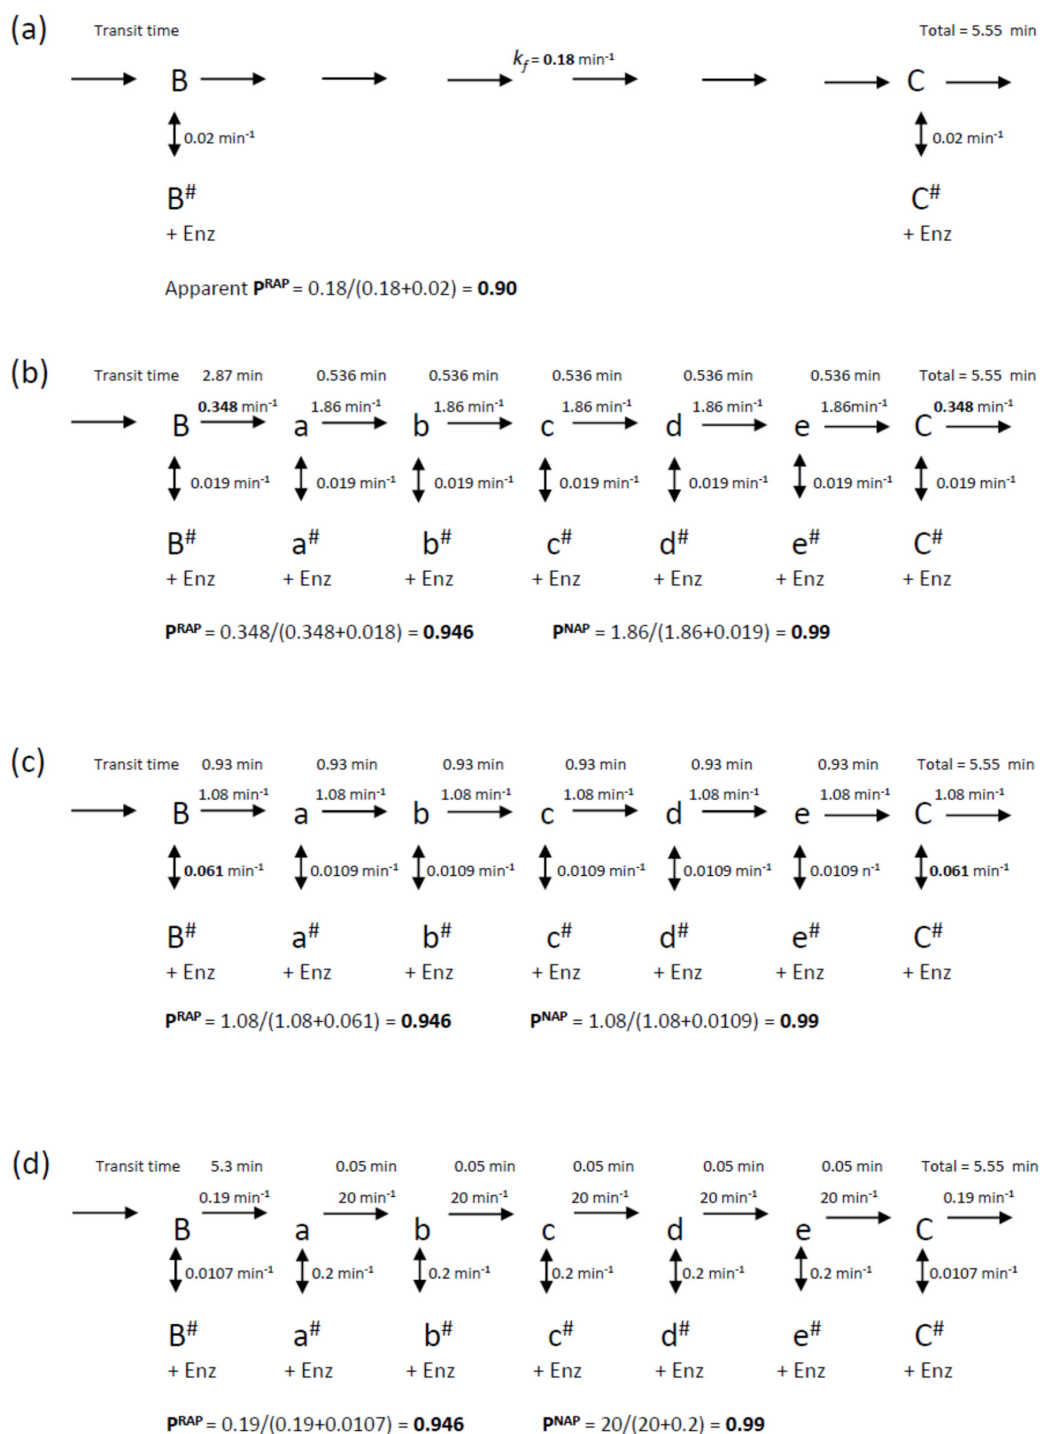 (a) Transit time Total = 5.55 min
k_f = 0.18 min⁻¹
B C
0.02 min⁻¹ 0.02 min⁻¹
B# C#
+ Enz + Enz
Apparent Pᴿᴬᴾ = 0.18/(0.18+0.02) = 0.90
(b) Transit time 2.87 min 0.536 min 0.536 min 0.536 min 0.536 min 0.536 min Total = 5.55 min
0.348 min⁻¹ 1.86 min⁻¹ 1.86 min⁻¹ 1.86 min⁻¹ 1.86 min⁻¹ 1.86min⁻¹ 0.348 min⁻¹
B a b c d e C
0.019 min⁻¹ 0.019 min⁻¹ 0.019 min⁻¹ 0.019 min⁻¹ 0.019 min⁻¹ 0.019 min⁻¹ 0.019 min⁻¹
B# a# b# c# d# e# C#
+ Enz + Enz + Enz + Enz + Enz + Enz + Enz
Pᴿᴬᴾ = 0.348/(0.348+0.018) = 0.946 Pᴺᴬᴾ = 1.86/(1.86+0.019) = 0.99
(c) Transit time 0.93 min 0.93 min 0.93 min 0.93 min 0.93 min 0.93 min Total = 5.55 min
1.08 min⁻¹ 1.08 min⁻¹ 1.08 min⁻¹ 1.08 min⁻¹ 1.08 min⁻¹ 1.08 min⁻¹ 1.08 min⁻¹
B a b c d e C
0.061 min⁻¹ 0.0109 min⁻¹ 0.0109 min⁻¹ 0.0109 min⁻¹ 0.0109 min⁻¹ 0.0109 n⁻¹ 0.061 min⁻¹
B# a# b# c# d# e# C#
+ Enz + Enz + Enz + Enz + Enz + Enz + Enz
Pᴿᴬᴾ = 1.08/(1.08+0.061) = 0.946 Pᴺᴬᴾ = 1.08/(1.08+0.0109) = 0.99
(d) Transit time 5.3 min 0.05 min 0.05 min 0.05 min 0.05 min 0.05 min Total = 5.55 min
0.19 min⁻¹ 20 min⁻¹ 20 min⁻¹ 20 min⁻¹ 20 min⁻¹ 20 min⁻¹ 0.19 min⁻¹
B a b c d e C
0.0107 min⁻¹ 0.2 min⁻¹ 0.2 min⁻¹ 0.2 min⁻¹ 0.2 min⁻¹ 0.2 min⁻¹ 0.0107 min⁻¹
B# a# b# c# d# e# C#
+ Enz + Enz + Enz + Enz + Enz + Enz + Enz
Pᴿᴬᴾ = 0.19/(0.19+0.0107) = 0.946 Pᴺᴬᴾ = 20/(20+0.2) = 0.99